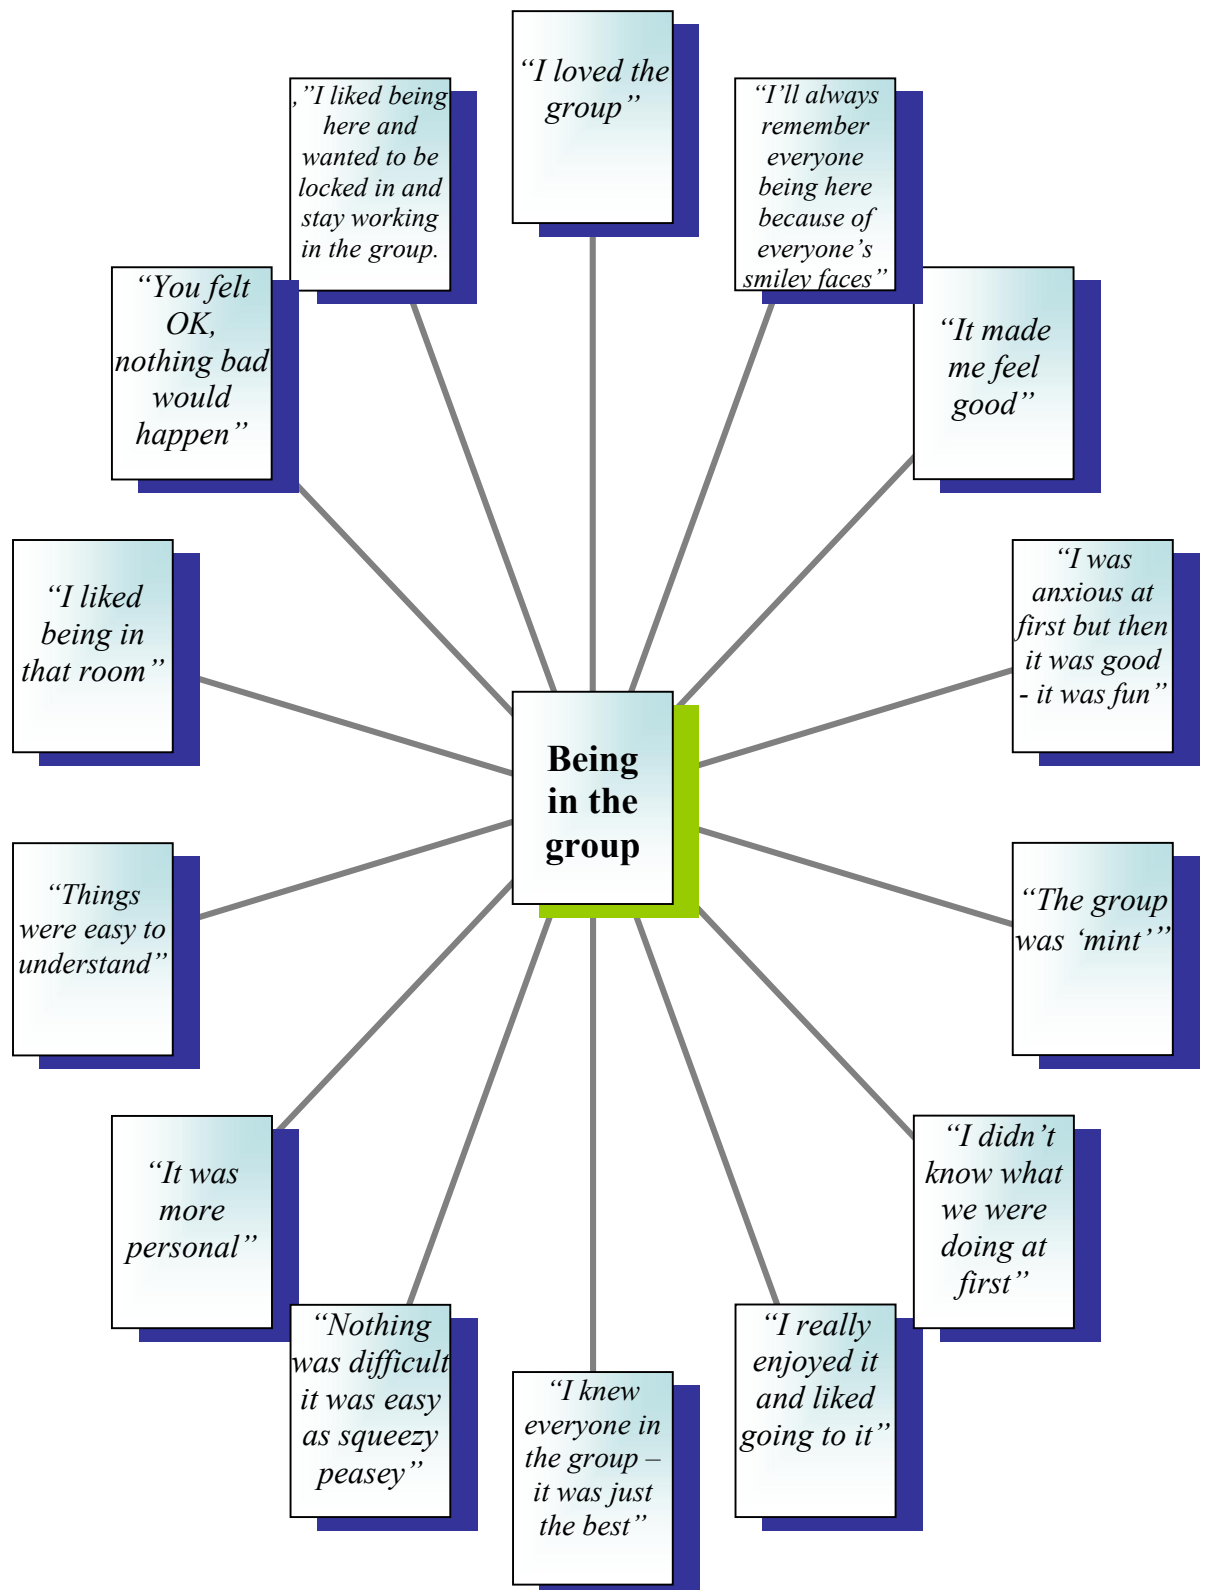 “I loved the
group”
“I’ll always
remember
everyone
being here
because of
everyone’s
smiley faces”
“It made
me feel
good”
“I was
anxious at
first but then
it was good
- it was fun”
“The group
was ‘mint’”
“I didn’t
know what
we were
doing at
first”
“I really
enjoyed it
and liked
going to it”
“I knew
everyone in
the group –
it was just
the best”
“Nothing
was difficult
it was easy
as squeezy
peasey”
“It was
more
personal”
“Things
were easy to
understand”
“I liked
being in
that room”
“You felt
OK,
nothing bad
would
happen”
,”I liked being
here and
wanted to be
locked in and
stay working
in the group.
Being
in the
group